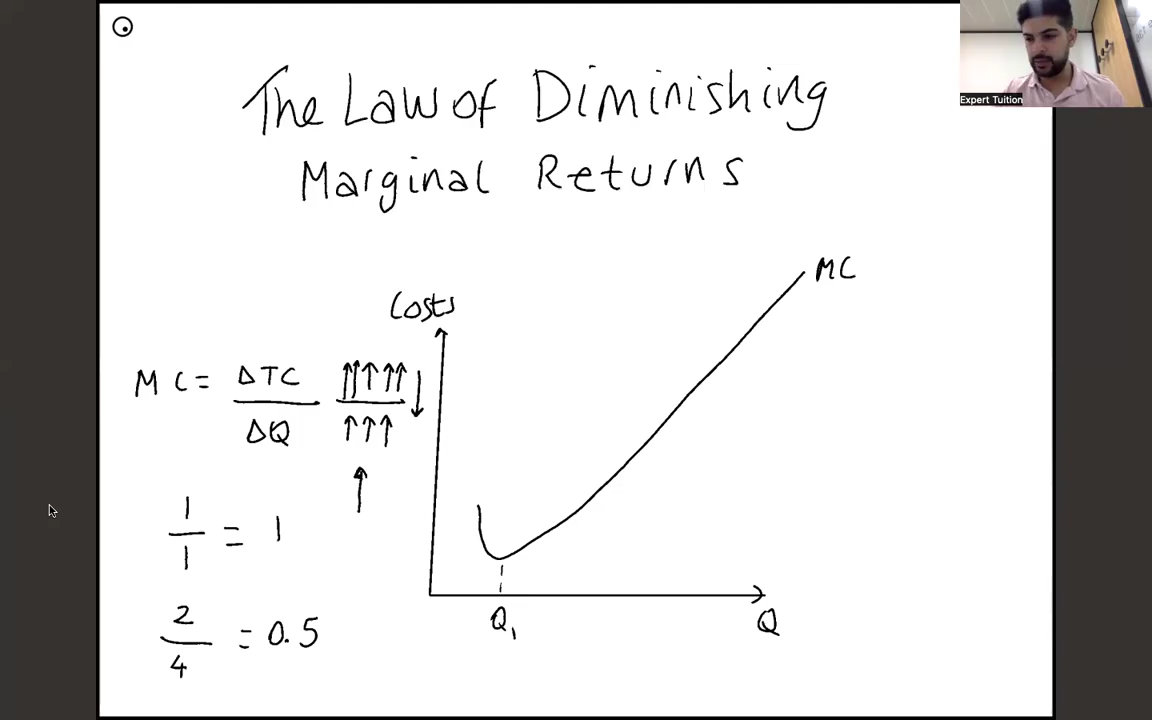 The Law of Diminishing
Marginal Returns
Costs
MC
MC = ΔTC
ΔQ
1
1
= 1
2
4
= 0.5
Q₁
Q
Expert Tuition